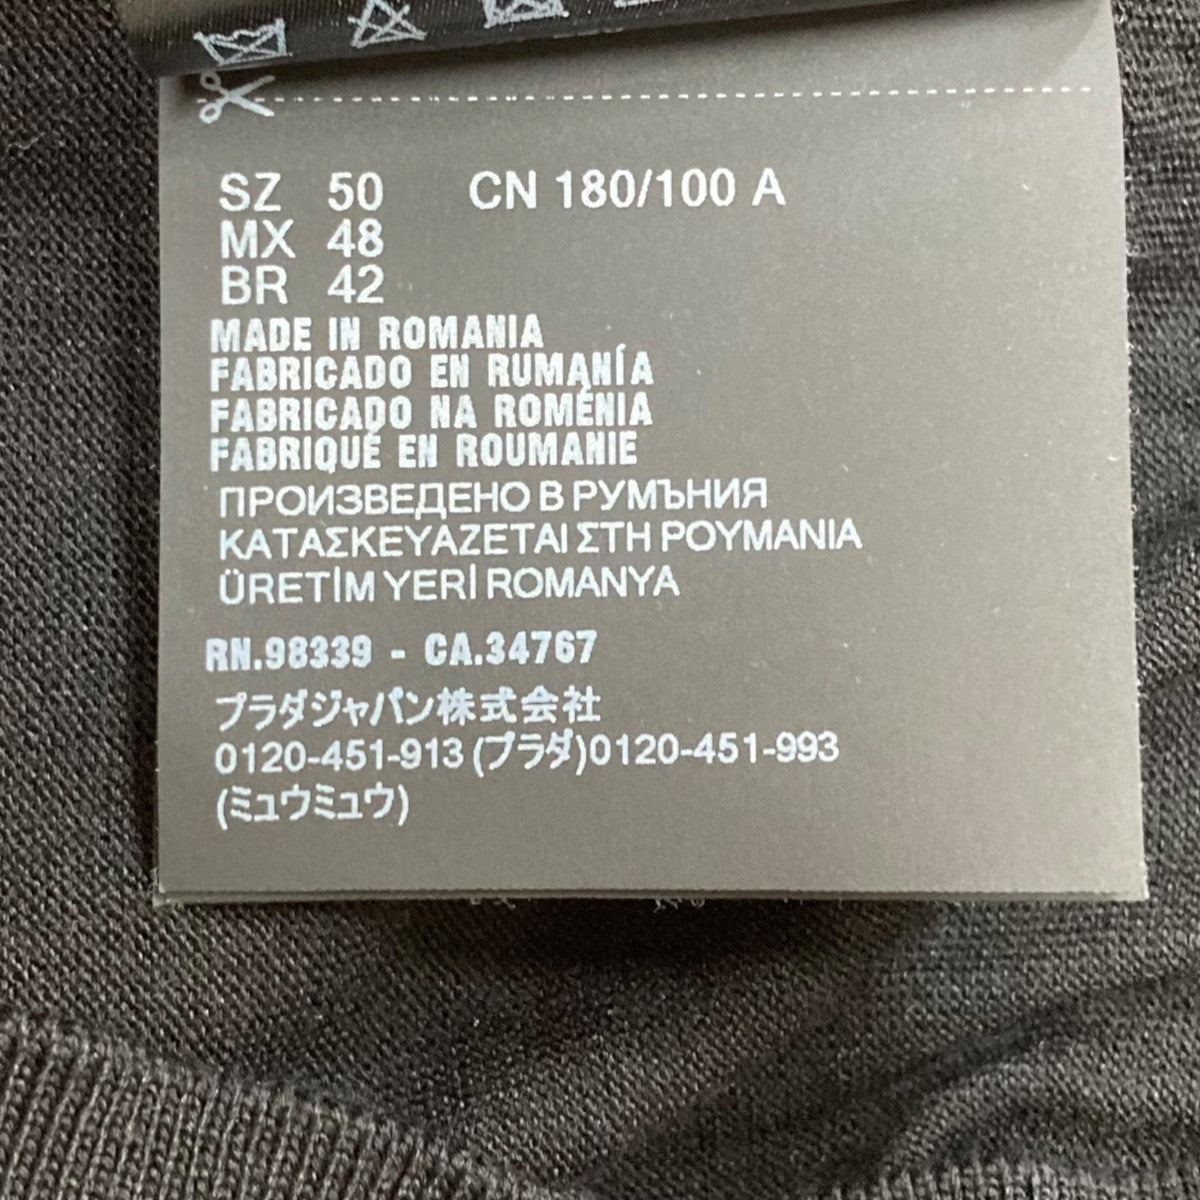 SZ 50 CN 180/100 A
MX 48
BR 42
MADE IN ROMANIA
FABRICADO EN RUMANÍA
FABRICADO NA ROMÉNIA
FABRIQUÉ EN ROUMANIE
ПРОИЗВЕДЕНО В РУМЪНИЯ
ΚΑΤΑΣΚΕΥΑΖΕΤΑΙ ΣΤΗ ΡΟΥΜΑΝΙΑ
ÜRETİM YERİ ROMANYA
RN.98339 - CA.34767
プラダジャパン株式会社
0120-451-913 (プラダ)0120-451-993
(ミュウミュウ)